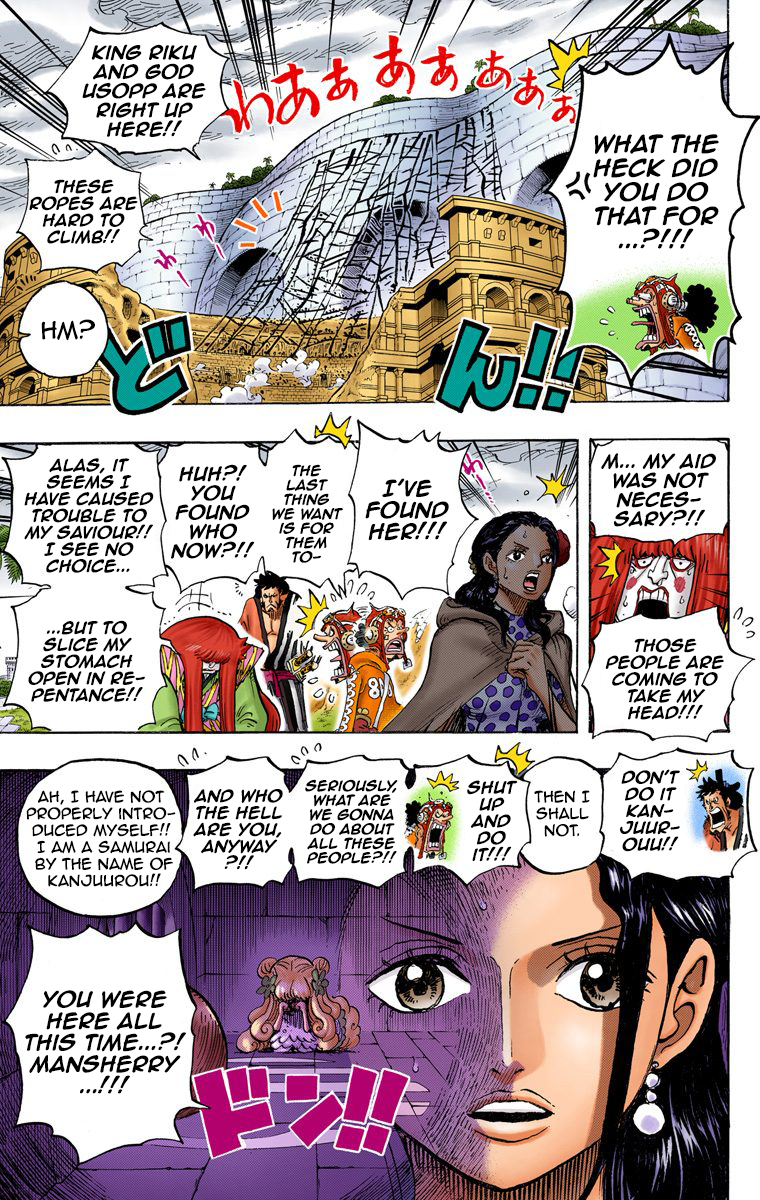 WHAT THE
HECK DID
YOU DO
THAT FOR
....?!!!
わあぁああぁあぁぁ
KING RIKU
AND GOD
USOPP ARE
RIGHT UP
HERE!!
THESE
ROPES ARE
HARD TO
CLIMB!!
HM?
どん!!
M... MY AID
WAS NOT
NECES-
SARY?!!
THOSE
PEOPLE ARE
COMING TO
TAKE MY
HEAD!!!
I'VE
FOUND
HER!!!
THE
LAST
THING
WE WANT
IS FOR
THEM
TO-
HUH?!
YOU
FOUND
WHO
NOW?!!
ALAS, IT
SEEMS I
HAVE CAUSED
TROUBLE TO
MY SAVIOUR!!
I SEE NO
CHOICE...
...BUT TO
SLICE MY
STOMACH
OPEN IN RE-
PENTANCE!!
DON'T
DO IT
KAN-
JUUR-
OUU!!
THEN I
SHALL
NOT.
SHUT
UP
AND
DO
IT!!!
SERIOUSLY,
WHAT ARE
WE GONNA
DO ABOUT
ALL THESE
PEOPLE?!!
AND WHO
THE HELL
ARE YOU,
ANYWAY
?!!
AH, I HAVE NOT
PROPERLY INTRO-
DUCED MYSELF!!
I AM A SAMURAI
BY THE NAME OF
KANJUUROU!!
YOU WERE
HERE ALL
THIS TIME...?!
MANSHERRY
...!!!
ドン!!